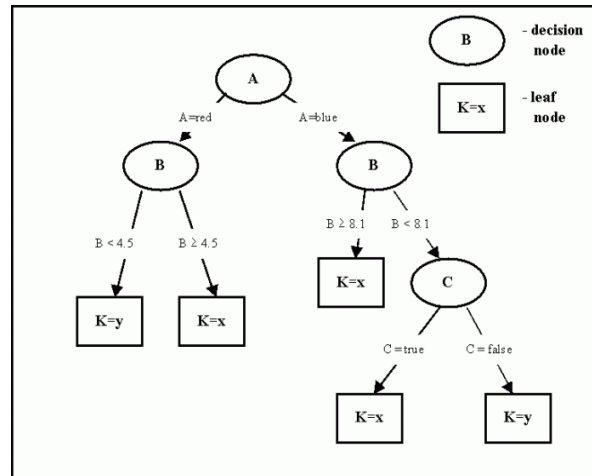 B
- decision
node
A
K=x
- leaf
node
A=red
A=blue
B
B
B < 4.5
B ≥ 4.5
B ≥ 8.1
B < 8.1
K=x
C
K=y
K=x
C = true
C = false
K=x
K=y